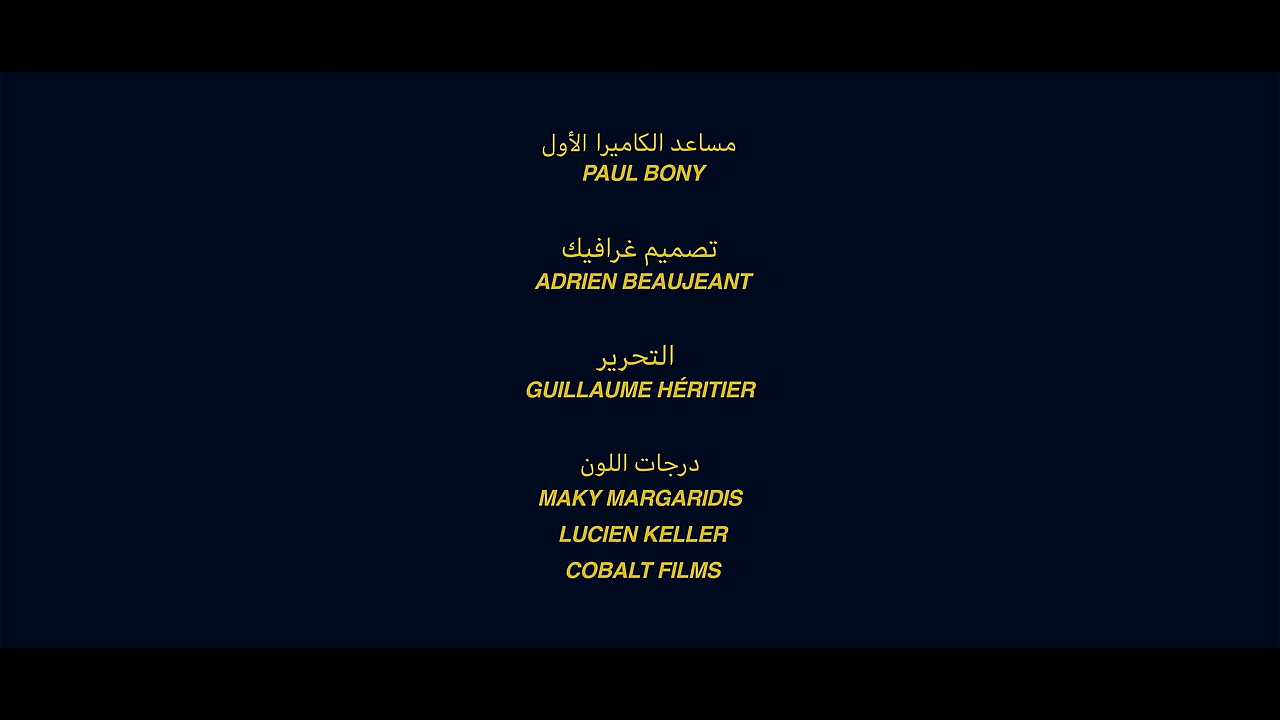 مساعد الكاميرا الأول
PAUL BONY
تصميم غرافيك
ADRIEN BEAUJEANT
التحرير
GUILLAUME HÉRITIER
درجات اللون
MAKY MARGARIDIS
LUCIEN KELLER
COBALT FILMS